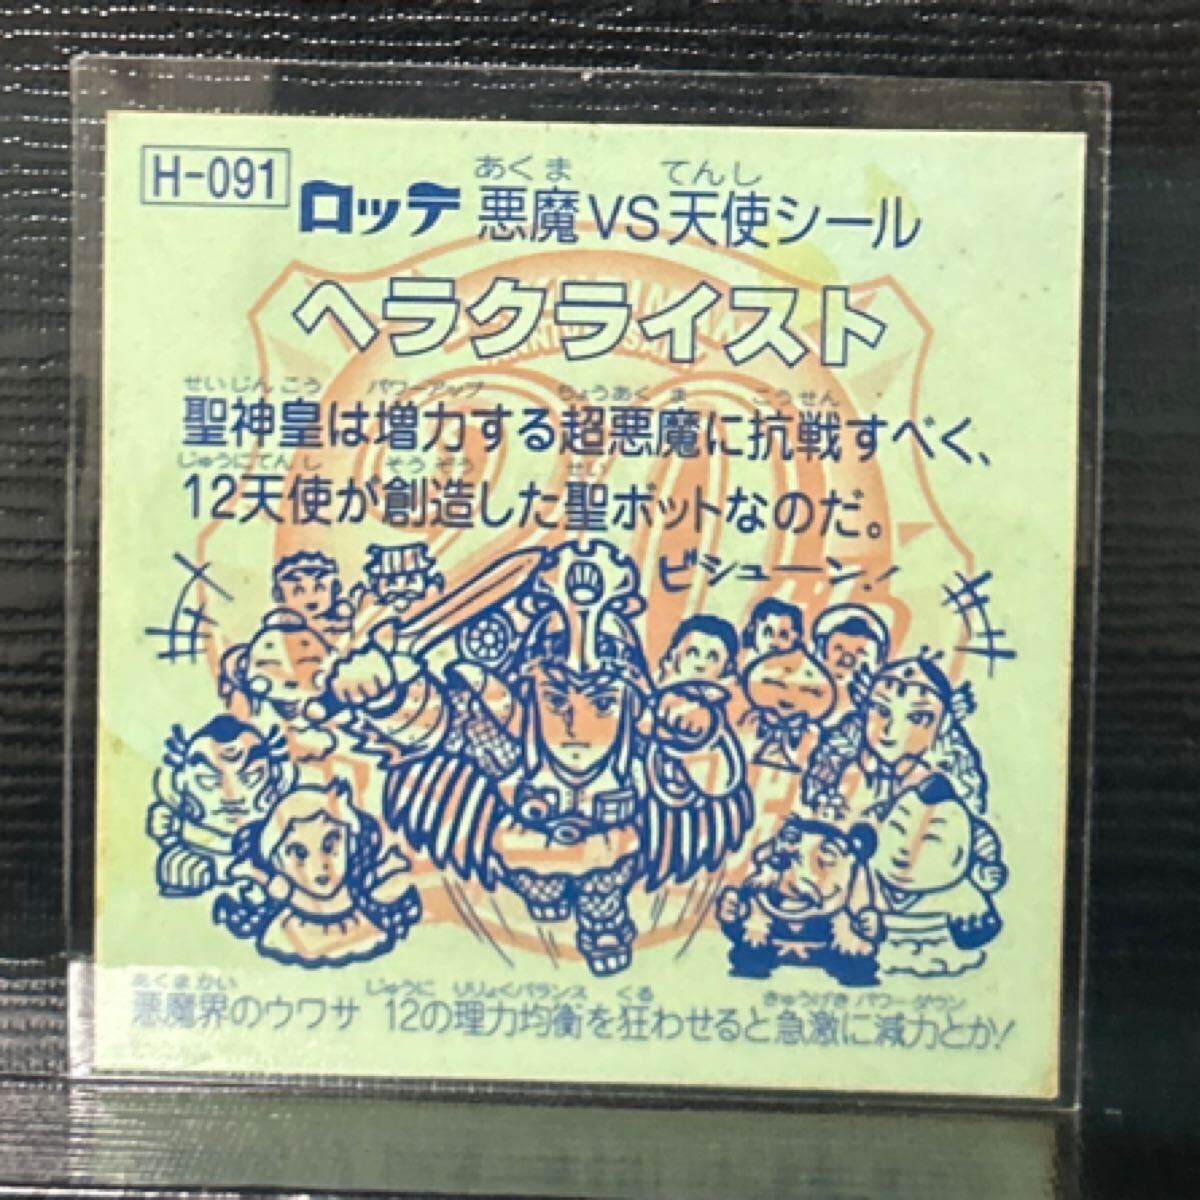 H-091
あくま てんし
ロッテ 悪魔VS天使シール
ヘラクライスト
せいじんこう パワーアップ ちょうあくま こうせん
聖神皇は増力する超悪魔に抗戦すべく、
じゅうにてんし そうぞう せい
12天使が創造した聖ボットなのだ。
ビシューン!
あくまかい じゅうに りりょくバランス くる きゅうげき パワーダウン
悪魔界のウワサ 12の理力均衡を狂わせると急激に減力とか!